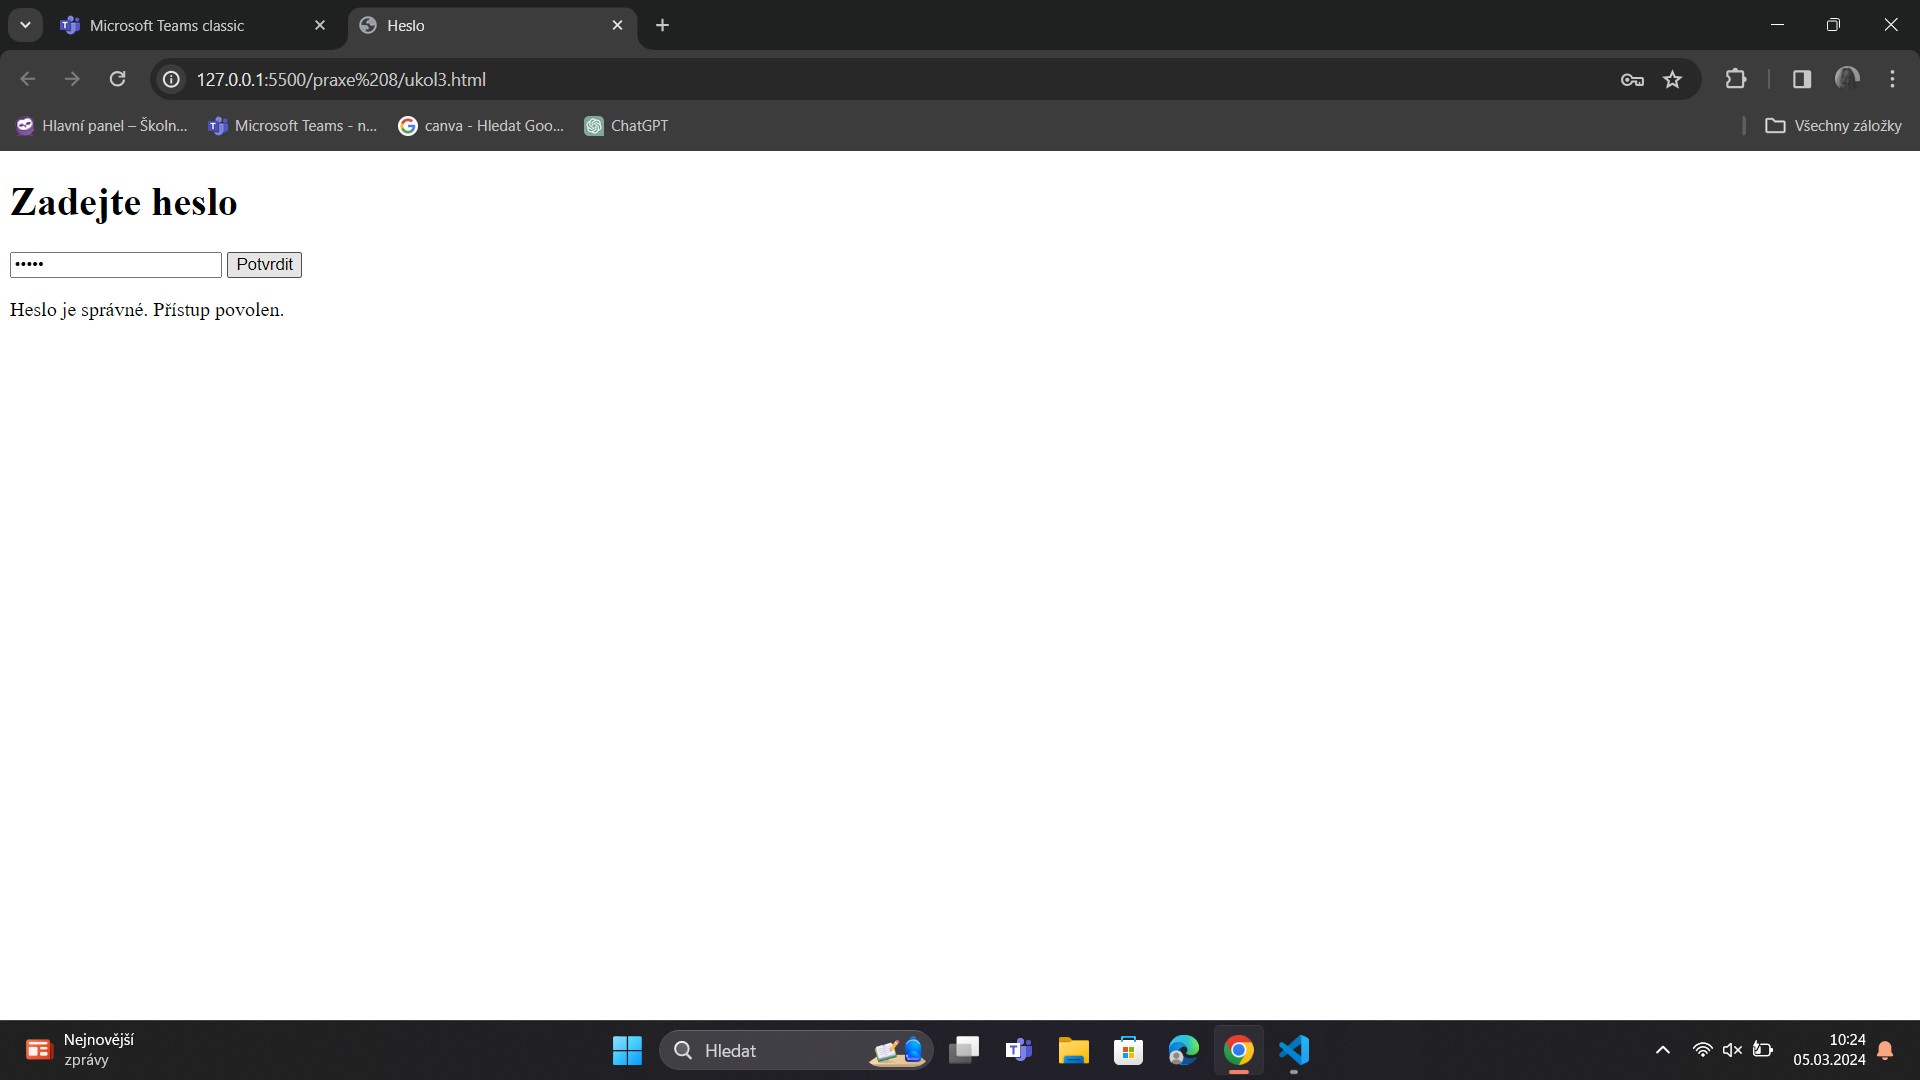 Microsoft Teams classic
Heslo
127.0.0.1:5500/praxe%208/ukol3.html
Hlavní panel – Školn...
Microsoft Teams - n...
canva - Hledat Goo...
ChatGPT
Všechny záložky
Zadejte heslo
•••••
Potvrdit
Heslo je správné. Přístup povolen.
Nejnovější
zprávy
Hledat
10:24
05.03.2024